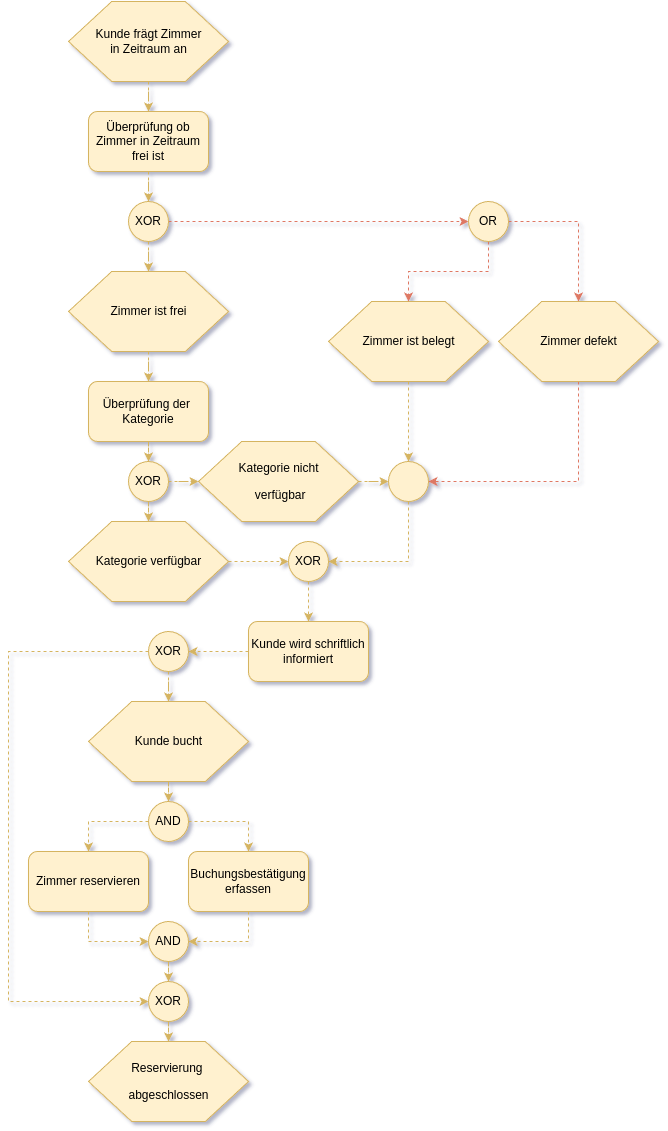 Kunde frägt Zimmer
in Zeitraum an
Überprüfung ob
Zimmer in Zeitraum
frei ist
XOR
OR
Zimmer ist frei
Zimmer ist belegt
Zimmer defekt
Überprüfung der
Kategorie
XOR
Kategorie nicht
verfügbar
Kategorie verfügbar
XOR
Kunde wird schriftlich
informiert
XOR
Kunde bucht
AND
Zimmer reservieren
Buchungsbestätigung
erfassen
AND
XOR
Reservierung
abgeschlossen